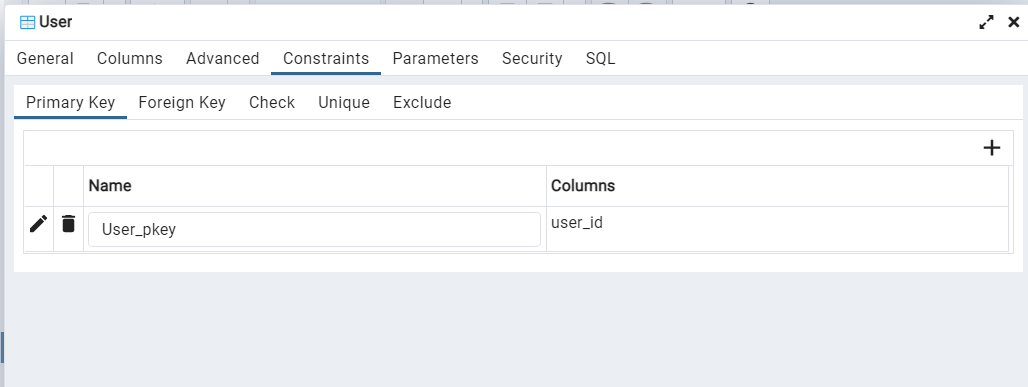 User
General Columns Advanced Constraints Parameters Security SQL
Primary Key Foreign Key Check Unique Exclude
Name Columns
User_pkey user_id